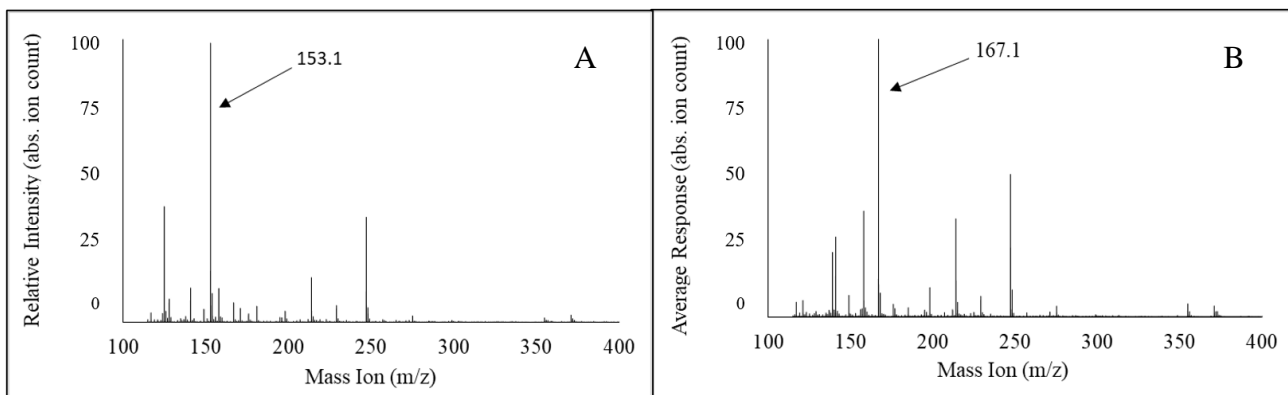 A
Relative Intensity (abs. ion count)
100
75
50
25
0
153.1
100 150 200 250 300 350 400
Mass Ion (m/z)
B
Average Response (abs. ion count)
100
75
50
25
0
167.1
100 150 200 250 300 350 400
Mass Ion (m/z)